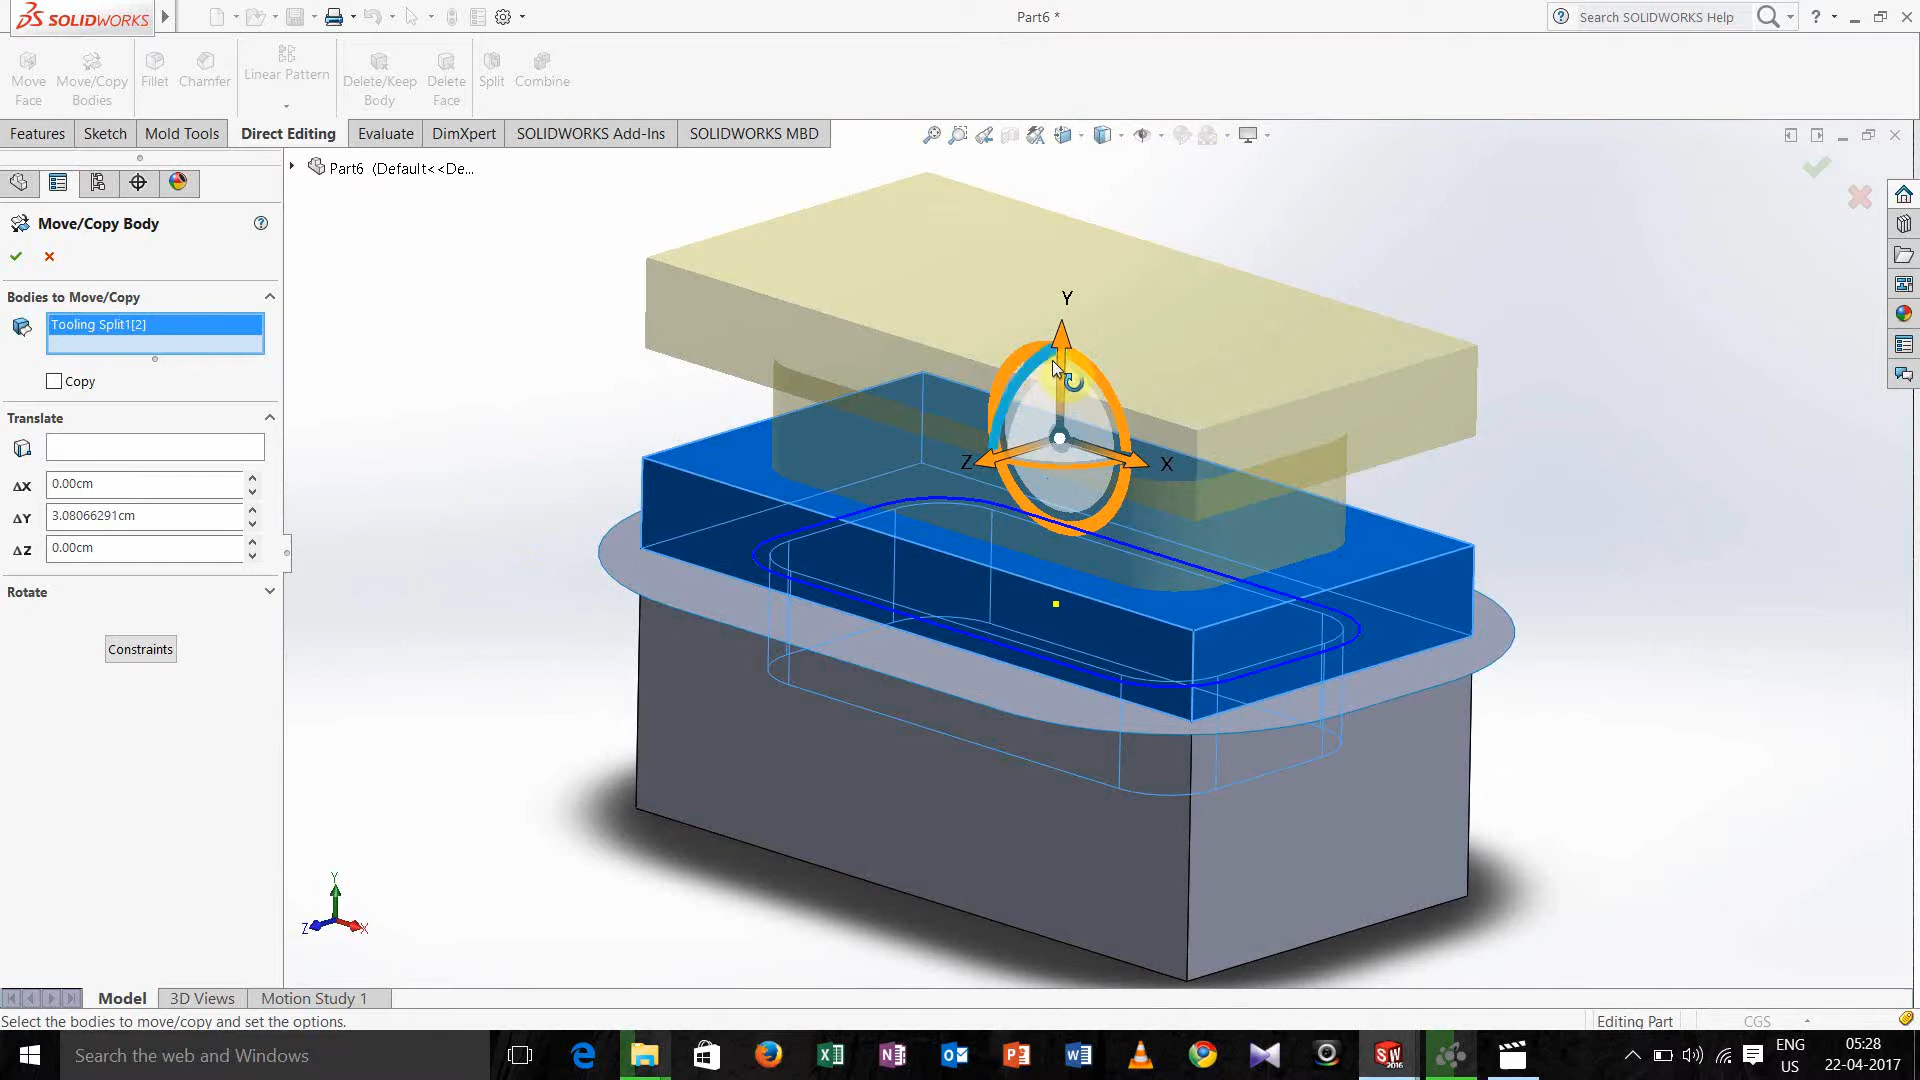 SOLIDWORKS
Part6 *
Search SOLIDWORKS Help
?
Move Face
Move/Copy Bodies
Fillet
Chamfer
Linear Pattern
Delete/Keep Body
Delete Face
Split
Combine
Features
Sketch
Mold Tools
Direct Editing
Evaluate
DimXpert
SOLIDWORKS Add-Ins
SOLIDWORKS MBD
Part6 (Default<<De...
Move/Copy Body
Bodies to Move/Copy
Tooling Split1[2]
Copy
Translate
ΔX
0.00cm
ΔY
3.08066291cm
ΔZ
0.00cm
Rotate
Constraints
Y
Z
X
Y
Z
X
Model
3D Views
Motion Study 1
Select the bodies to move/copy and set the options.
Editing Part
CGS
Search the web and Windows
SW
2016
ENG
US
05:28
22-04-2017